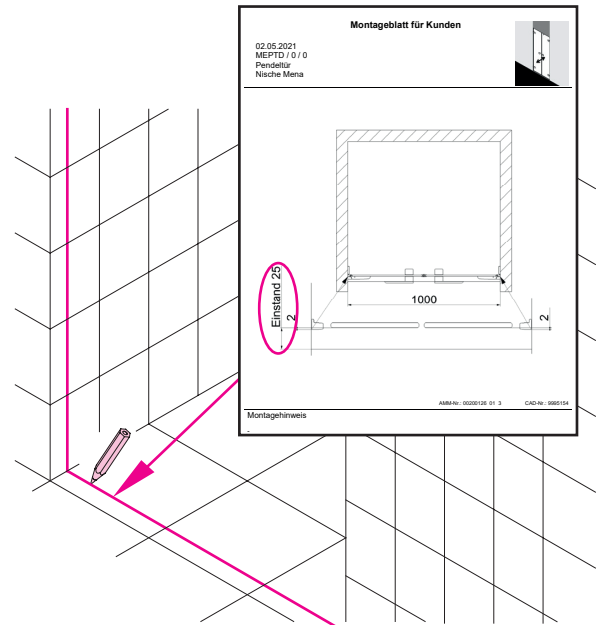 Montageblatt für Kunden
02.05.2021
MEPTD / 0 / 0
Pendeltür
Nische Mena
1000
Einstand 25
2
2
AMM-Nr.: 00200126 01 3 CAD-Nr.: 9985154
Montagehinweis
-